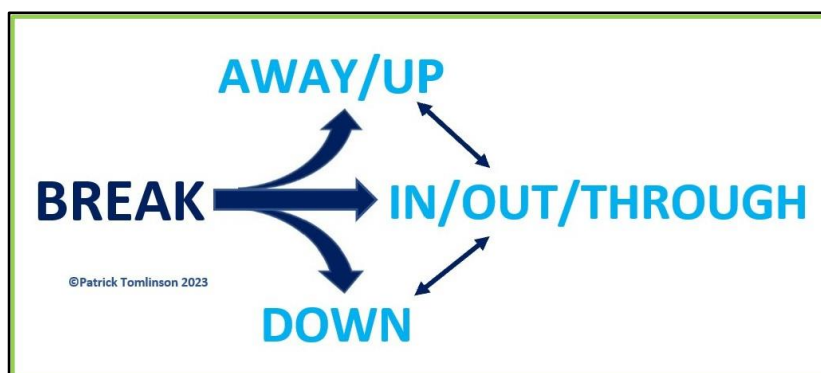 AWAY/UP
BREAK
IN/OUT/THROUGH
©Patrick Tomlinson 2023
DOWN